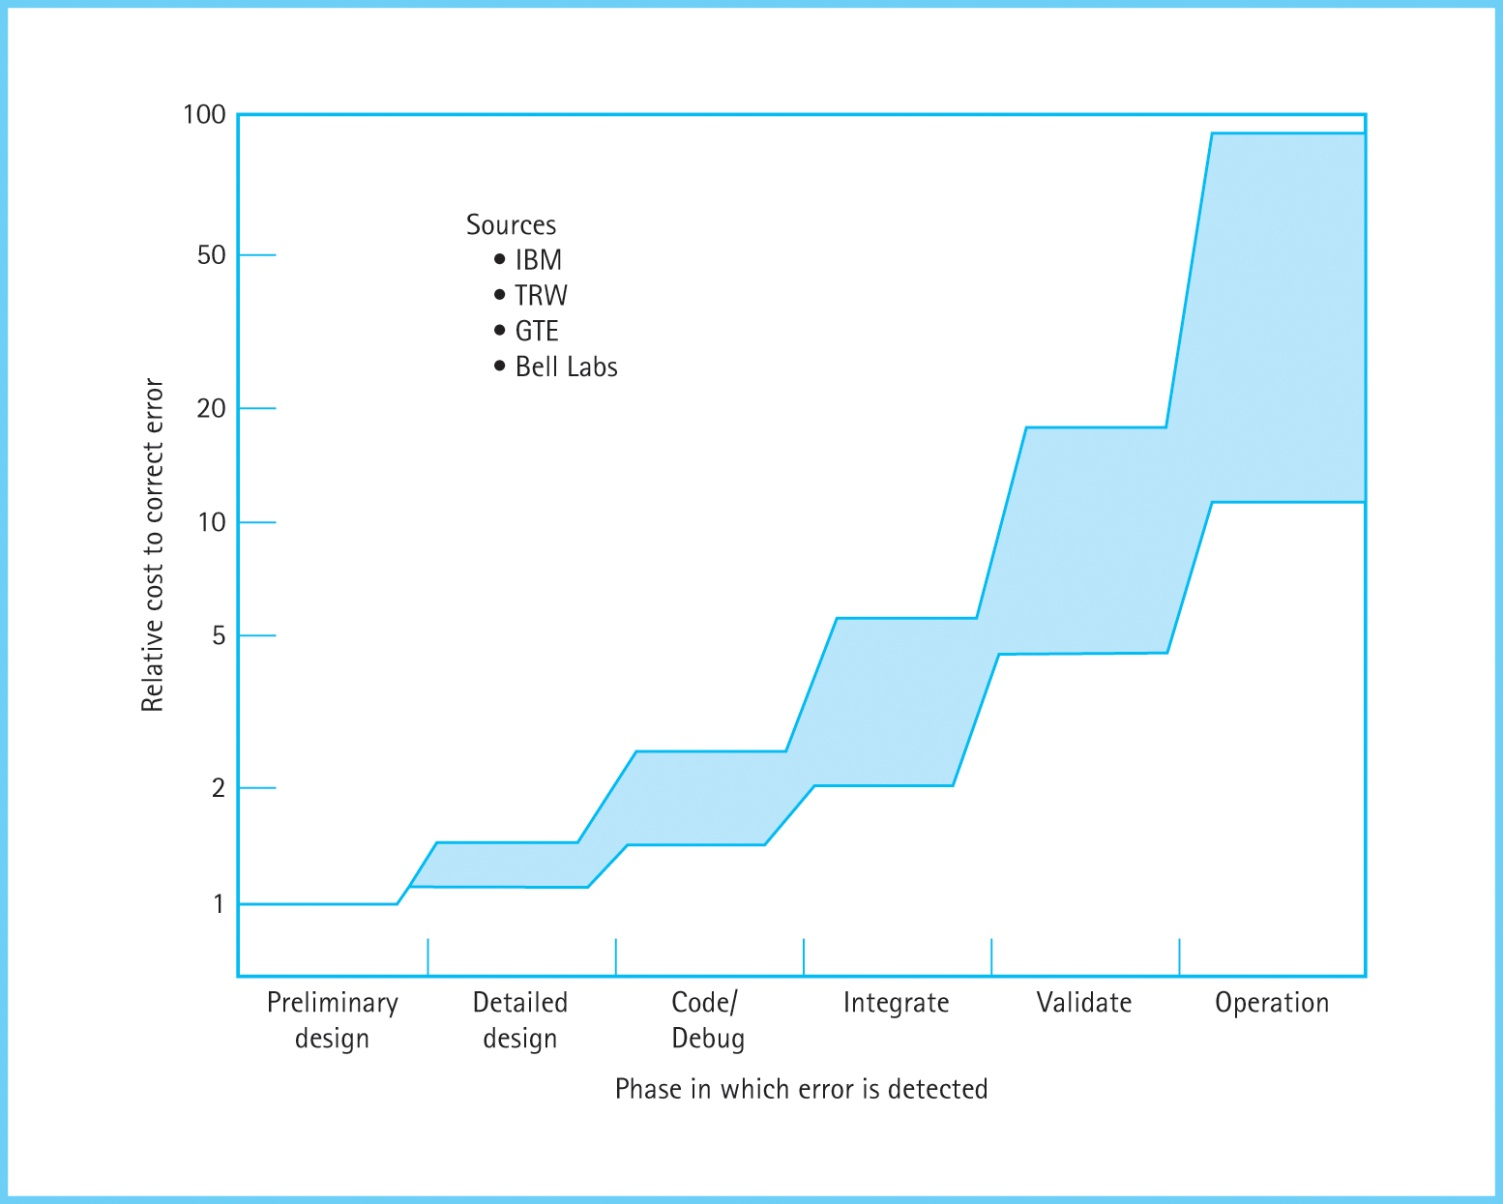 100
50
20
10
5
2
1
Relative cost to correct error
Sources
• IBM
• TRW
• GTE
• Bell Labs
Preliminary design
Detailed design
Code/ Debug
Integrate
Validate
Operation
Phase in which error is detected